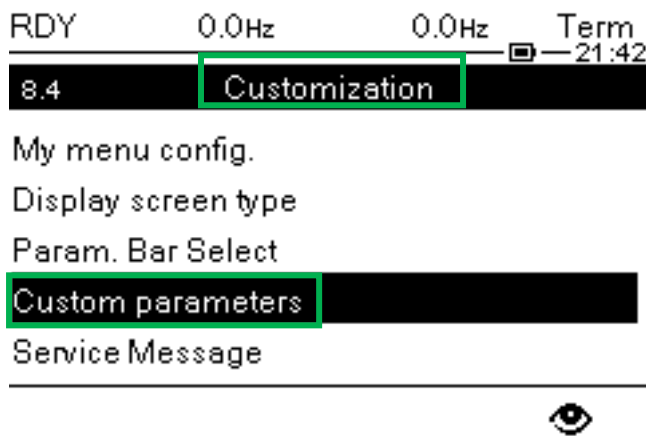 RDY 0.0Hz 0.0Hz Term
21:42
8.4 Customization
My menu config.
Display screen type
Param. Bar Select
Custom parameters
Service Message